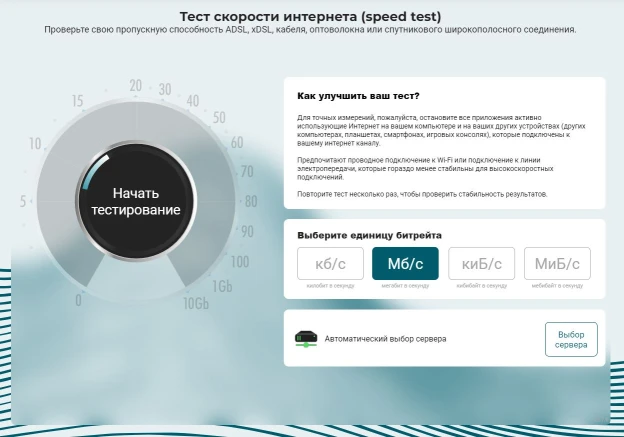 Тест скорости интернета (speed test)
Проверьте свою пропускную способность ADSL, xDSL, кабеля, оптоволокна или спутникового широкополосного соединения.
20
15
30
40
10
50
60
70
5
80
90
100
1Gb
0
10Gb
Начать
тестирование
Как улучшить ваш тест?
Для точных измерений, пожалуйста, остановите все приложения активно
использующие Интернет на вашем компьютере и на ваших других устройствах (других
компьютерах, планшетах, смартфонах, игровых консолях), которые подключены к
вашему интернет каналу.
Предпочитают проводное подключение к Wi-Fi или подключение к линии
электропередачи, которые гораздо менее стабильны для высокоскоростных
подключений.
Повторите тест несколько раз, чтобы проверить стабильность результатов.
Выберите единицу битрейта
кб/с
Мб/с
киБ/с
МиБ/с
килобит в секунду
мегабит в секунду
кибибайт в секунду
мебибайт в секунду
Автоматический выбор сервера
Выбор
сервера